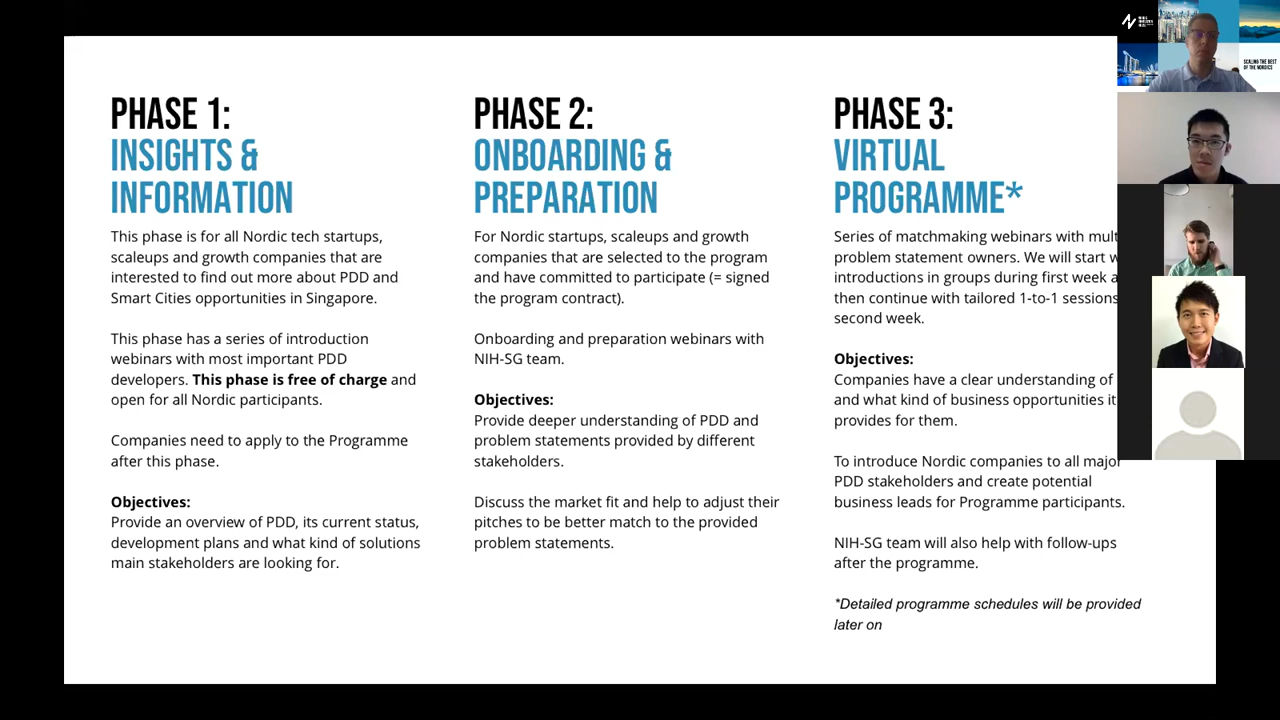 PHASE 1:
INSIGHTS &
INFORMATION
This phase is for all Nordic tech startups,
scaleups and growth companies that are
interested to find out more about PDD and
Smart Cities opportunities in Singapore.
This phase has a series of introduction
webinars with most important PDD
developers. This phase is free of charge and
open for all Nordic participants.
Companies need to apply to the Programme
after this phase.
Objectives:
Provide an overview of PDD, its current status,
development plans and what kind of solutions
main stakeholders are looking for.
PHASE 2:
ONBOARDING &
PREPARATION
For Nordic startups, scaleups and growth
companies that are selected to the program
and have committed to participate (= signed
the program contract).
Onboarding and preparation webinars with
NIH-SG team.
Objectives:
Provide deeper understanding of PDD and
problem statements provided by different
stakeholders.
Discuss the market fit and help to adjust their
pitches to be better match to the provided
problem statements.
PHASE 3:
VIRTUAL
PROGRAMME*
Series of matchmaking webinars with
problem statement owners. We will start
introductions in groups during first week
then continue with tailored 1-to-1 sessions
second week.
Objectives:
Companies have a clear understanding of
and what kind of business opportunities it
provides for them.
To introduce Nordic companies to all major
PDD stakeholders and create potential
business leads for Programme participants.
NIH-SG team will also help with follow-ups
after the programme.
*Detailed programme schedules will be provided
later on
SCALING THE BEST
OF THE NORDICS